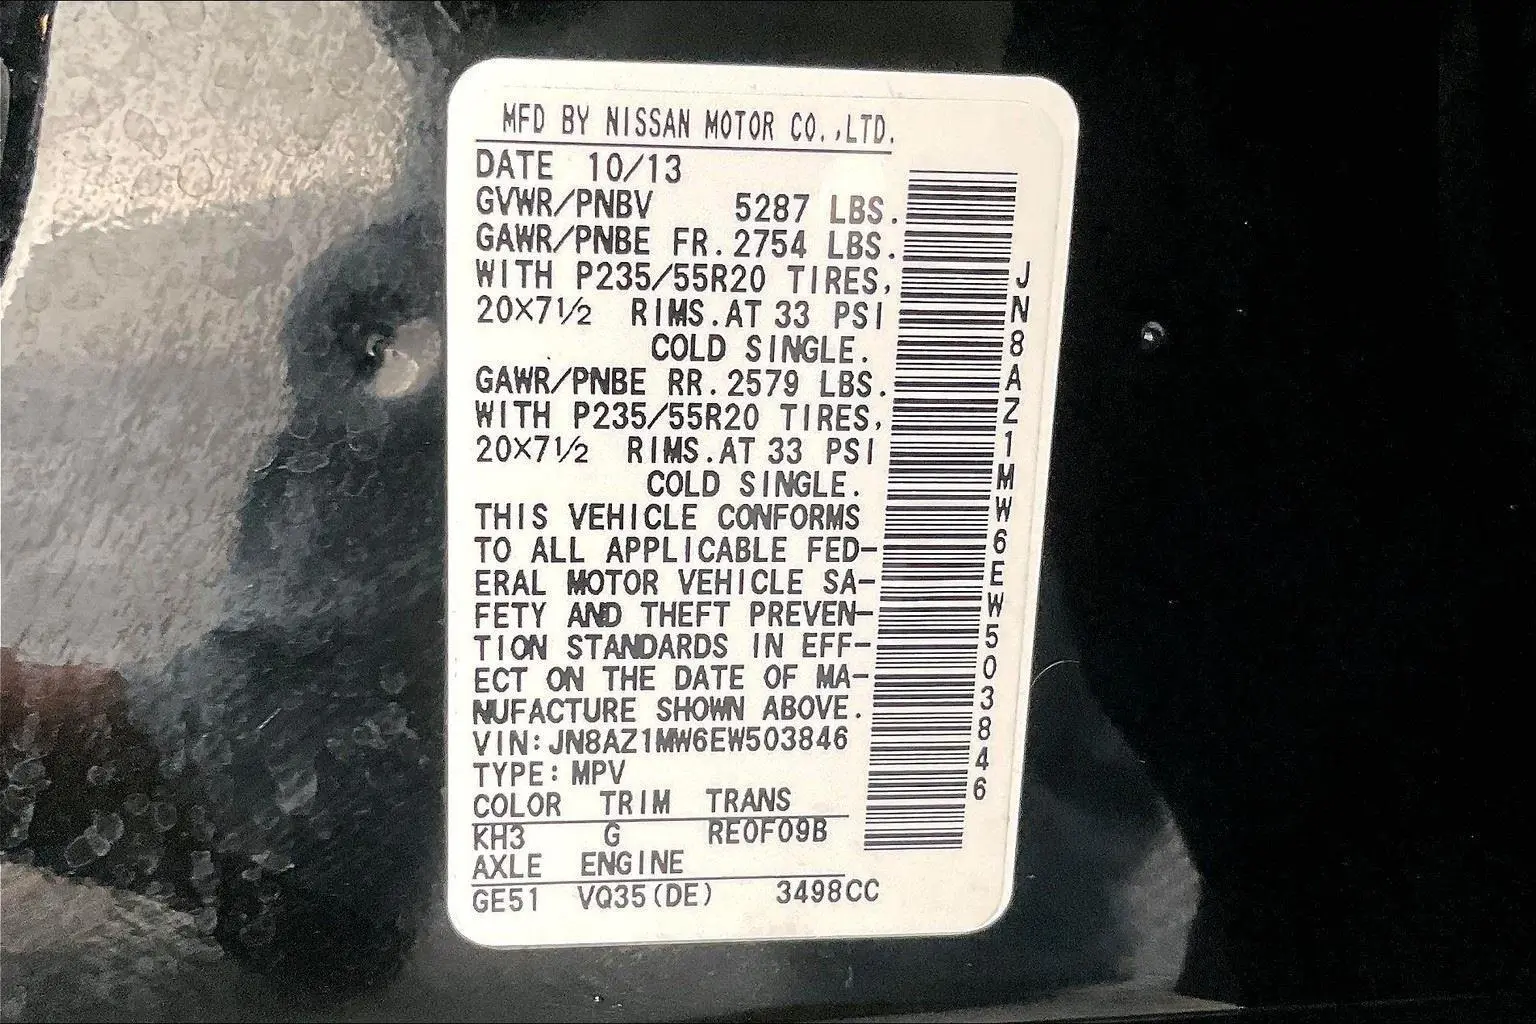 MFD BY NISSAN MOTOR CO.,LTD.
DATE 10/13
GVWR/PNBV 5287 LBS.
GAWR/PNBE FR. 2754 LBS.
WITH P235/55R20 TIRES,
20X7½ RIMS. AT 33 PSI
COLD SINGLE.
GAWR/PNBE RR. 2579 LBS.
WITH P235/55R20 TIRES,
20X7½ RIMS. AT 33 PSI
COLD SINGLE.
THIS VEHICLE CONFORMS
TO ALL APPLICABLE FED-
ERAL MOTOR VEHICLE SA-
FETY AND THEFT PREVEN-
TION STANDARDS IN EFF-
ECT ON THE DATE OF MA-
NUFACTURE SHOWN ABOVE.
VIN: JN8AZ1MW6EW503846
TYPE: MPV
COLOR TRIM TRANS
KH3 G RE0F09B
AXLE ENGINE
GE51 VQ35(DE) 3498CC
JN8AZ1MW6EW503846